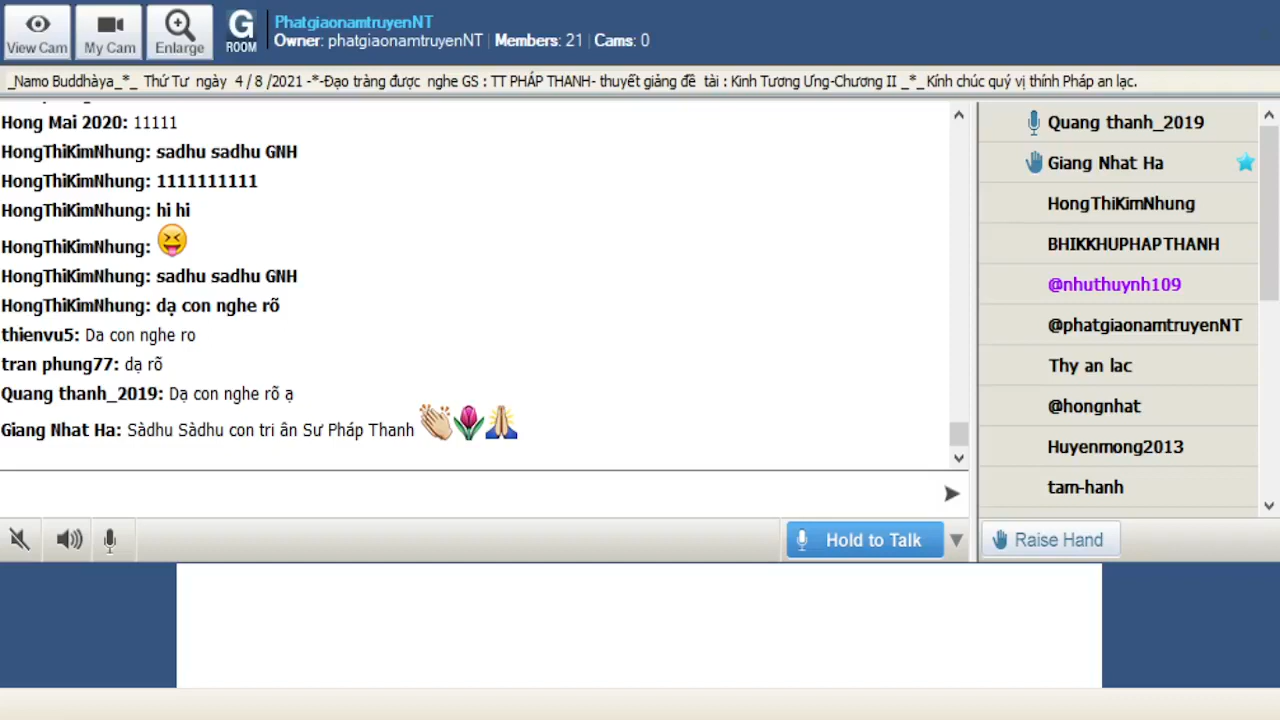 View Cam
My Cam
Enlarge
G
ROOM
PhatgiaonamtruyenNT
Owner: phatgiaonamtruyenNT | Members: 21 | Cams: 0
_Namo Buddhàya_*_ Thứ Tư ngày 4 / 8 /2021 -*-Đạo tràng được nghe GS : TT PHÁP THANH- thuyết giảng đề tài : Kinh Tương Ưng-Chương II _*_ Kính chúc quý vị thính Pháp an lạc.
Hong Mai 2020: 11111
HongThiKimNhung: sadhu sadhu GNH
HongThiKimNhung: 1111111111
HongThiKimNhung: hi hi
HongThiKimNhung: 😝
HongThiKimNhung: sadhu sadhu GNH
HongThiKimNhung: dạ con nghe rõ
thienvu5: Da con nghe ro
tran phung77: dạ rõ
Quang thanh_2019: Dạ con nghe rõ ạ
Giang Nhat Ha: Sàdhu Sàdhu con tri ân Sư Pháp Thanh 👏🌷🙏
Quang thanh_2019
Giang Nhat Ha
HongThiKimNhung
BHIKKHUPHAPTHANH
@nhuthuynh109
@phatgiaonamtruyenNT
Thy an lac
@hongnhat
Huyenmong2013
tam-hanh
Hold to Talk
Raise Hand